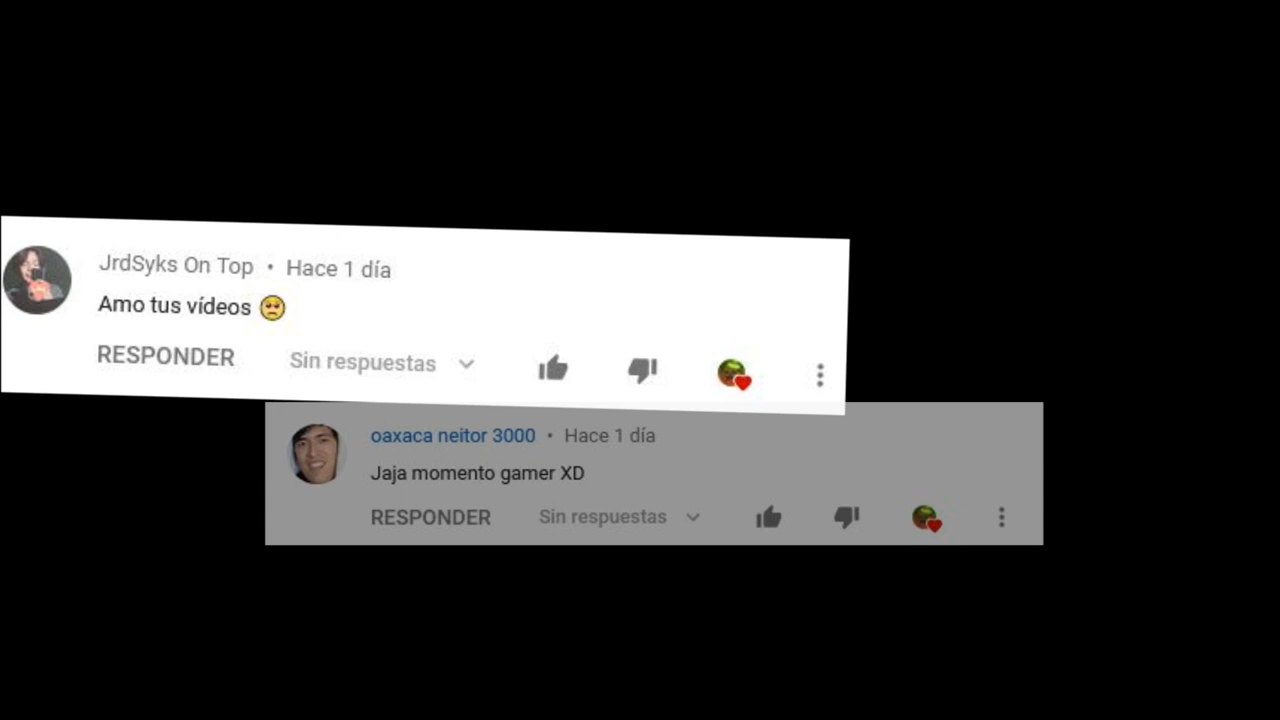 JrdSyks On Top • Hace 1 día
Amo tus vídeos 🥺
RESPONDER Sin respuestas
oaxaca neitor 3000 • Hace 1 día
Jaja momento gamer XD
RESPONDER Sin respuestas